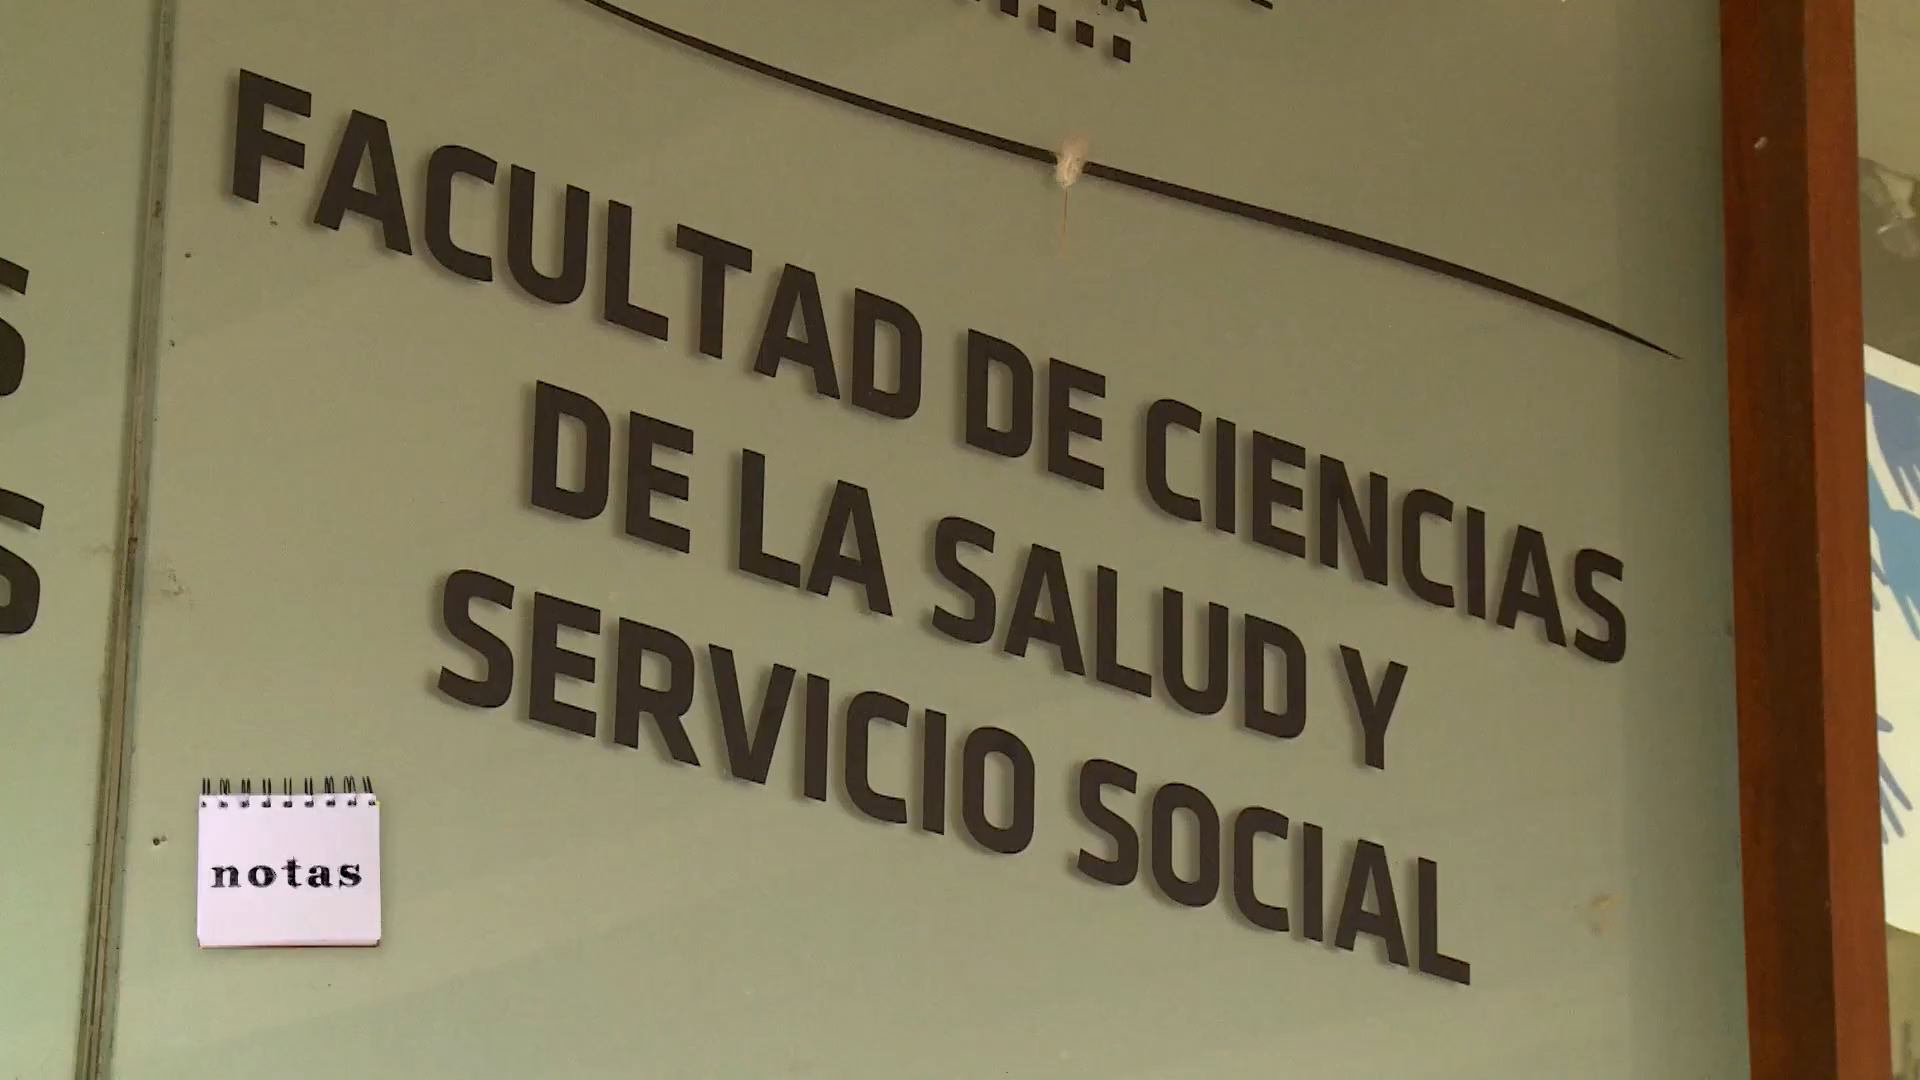 FACULTAD DE CIENCIAS
DE LA SALUD Y
SERVICIO SOCIAL
notas